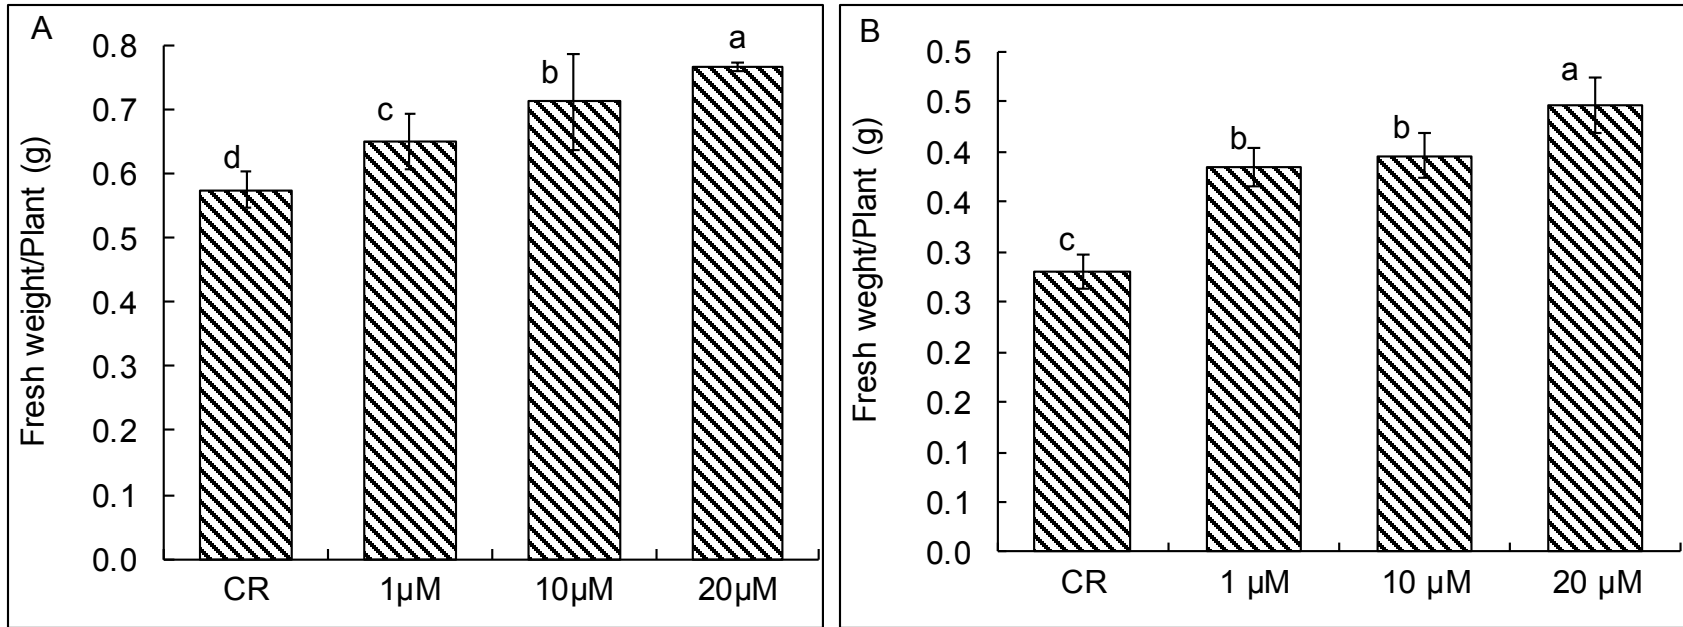 A
Fresh weight/Plant (g)
0.8
0.7
0.6
0.5
0.4
0.3
0.2
0.1
0.0
d
c
b
a
CR
1µM
10µM
20µM
B
Fresh weght/Plant (g)
0.5
0.5
0.4
0.4
0.3
0.3
0.2
0.2
0.1
0.1
0.0
c
b
b
a
CR
1 µM
10 µM
20 µM